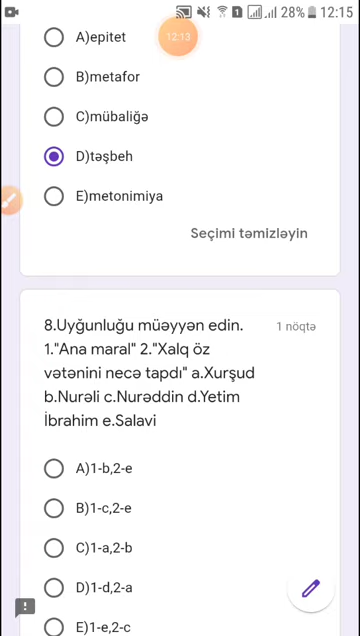 28% 12:15
12:13
A)epitet
B)metafor
C)mübaliğə
D)təşbeh
E)metonimiya
Seçimi təmizləyin
8.Uyğunluğu müəyyən edin. 1 nöqtə
1."Ana maral" 2."Xalq öz
vətənini necə tapdı" a.Xurşud
b.Nurəli c.Nurəddin d.Yetim
İbrahim e.Salavi
A)1-b,2-e
B)1-c,2-e
C)1-a,2-b
D)1-d,2-a
E)1-e,2-c